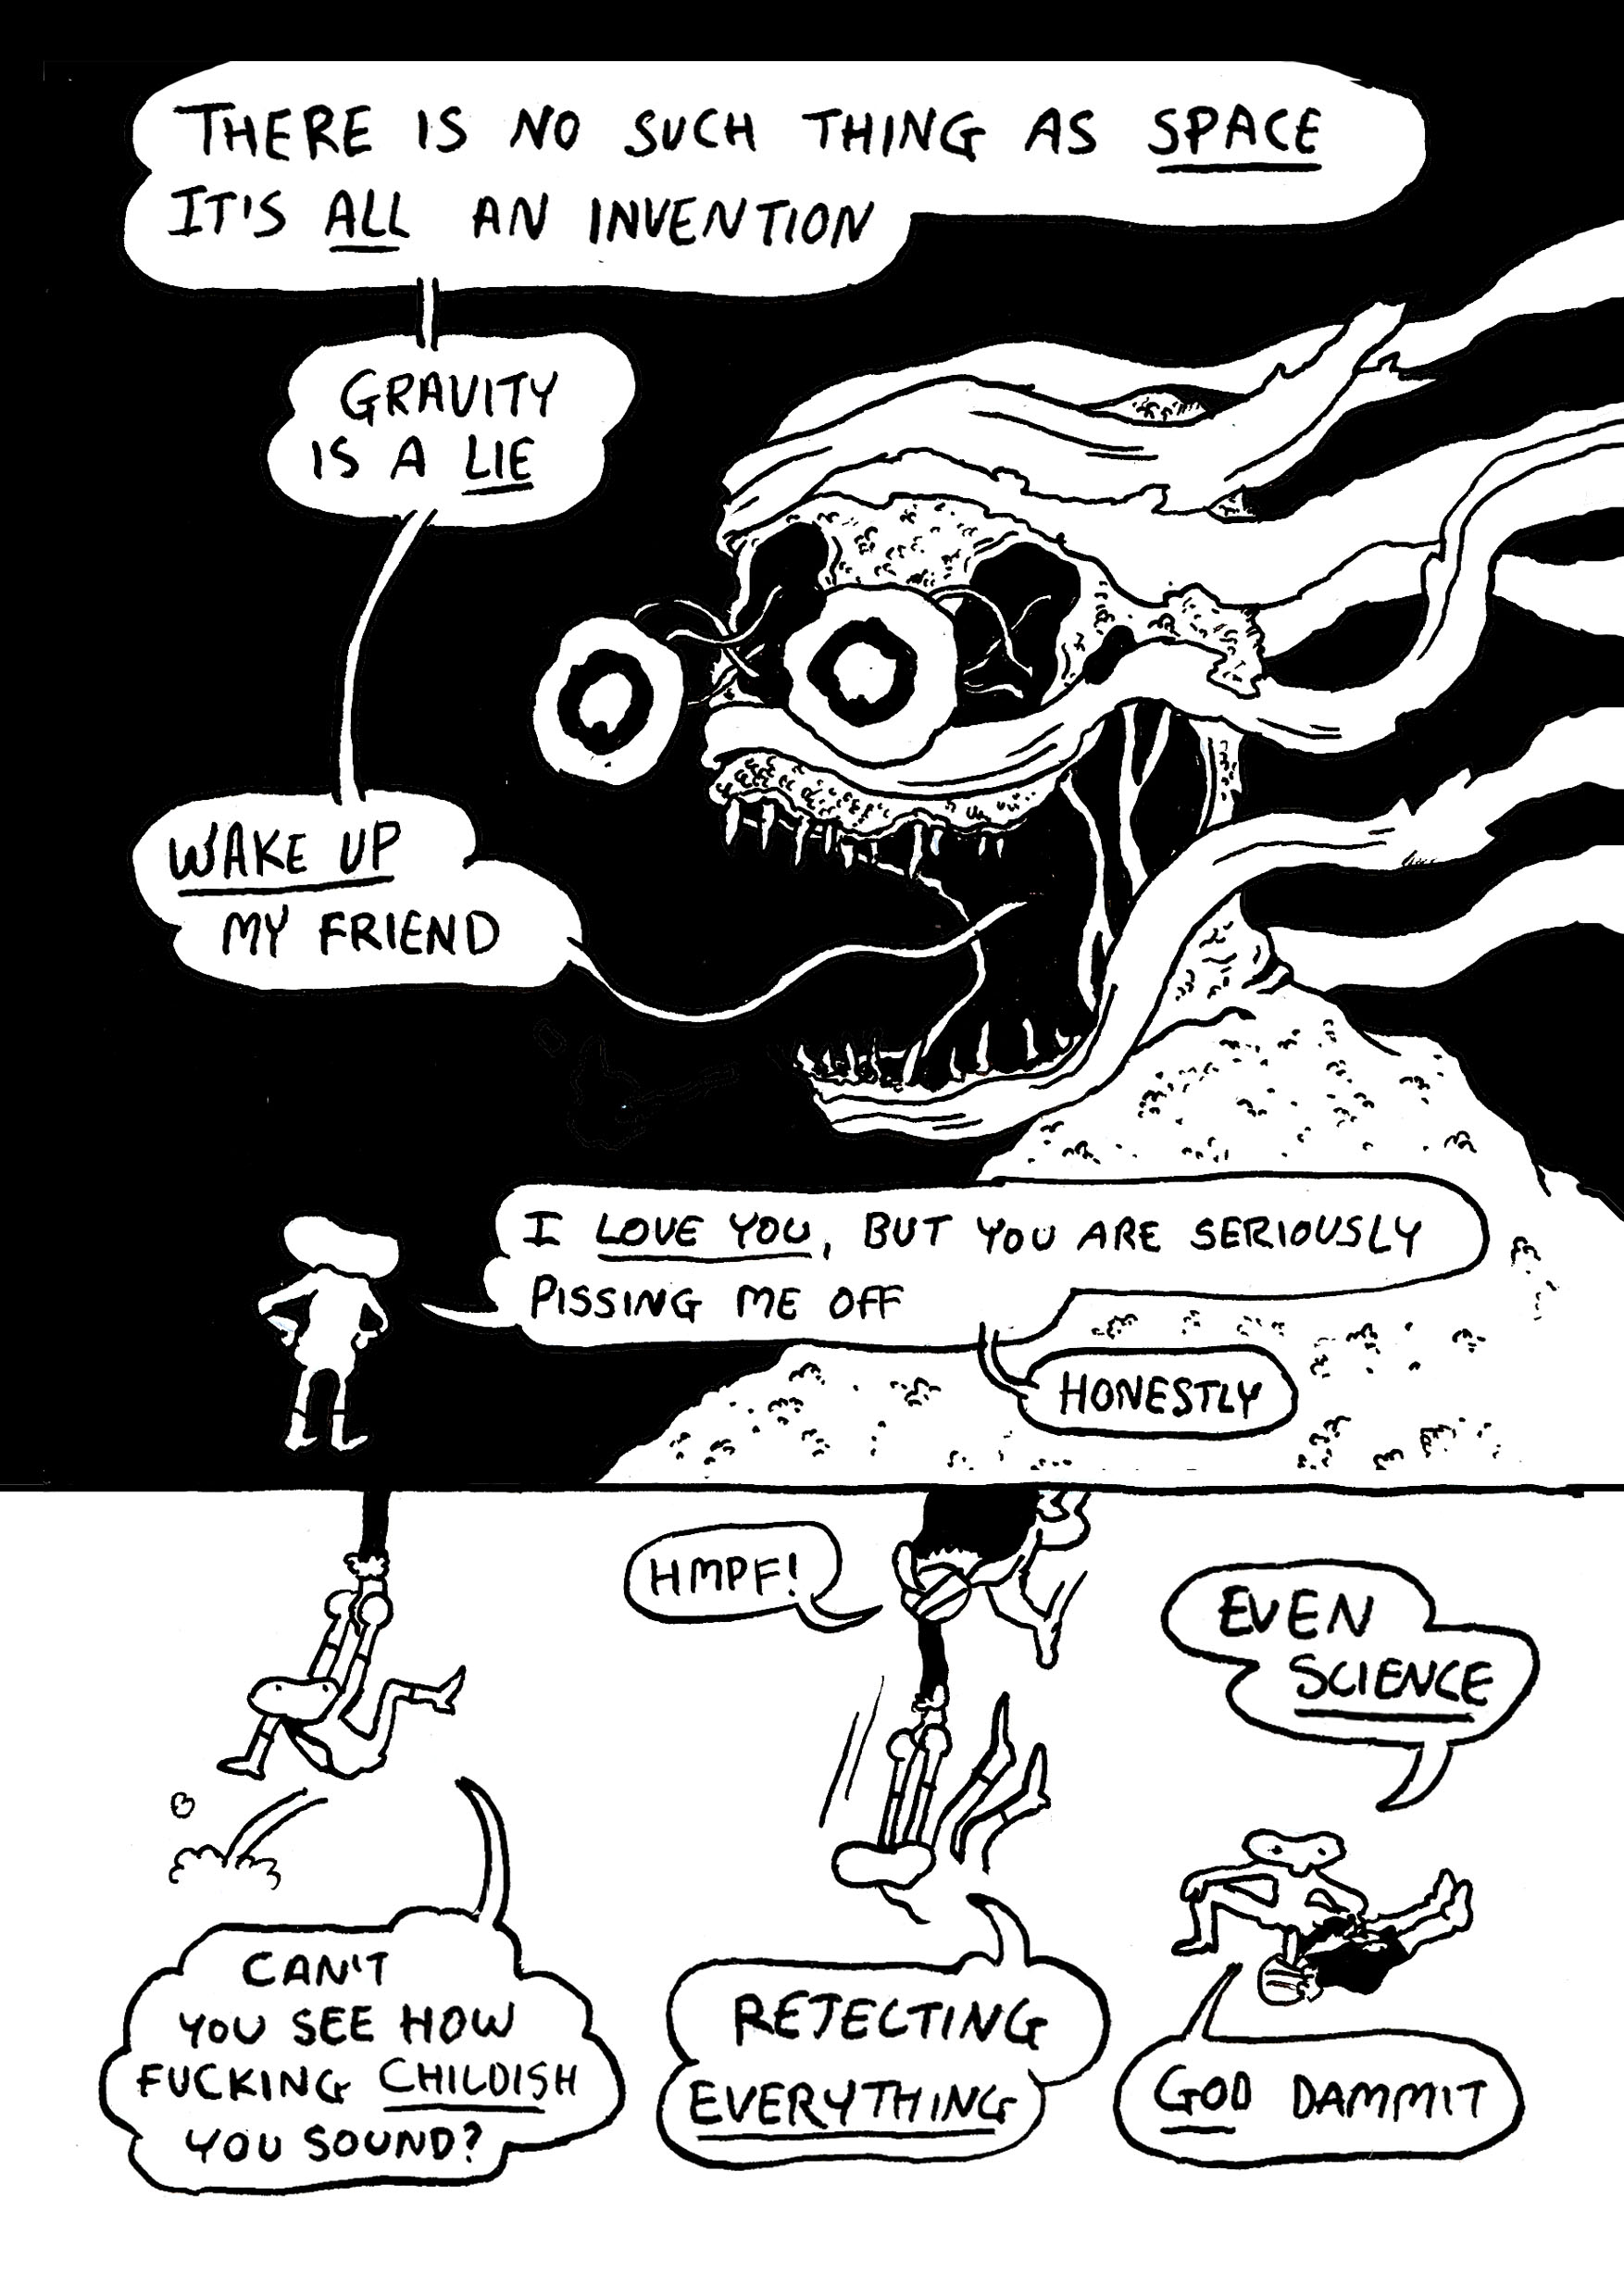 THERE IS NO SUCH THING AS SPACE
IT'S ALL AN INVENTION
GRAVITY
IS A LIE
WAKE UP
MY FRIEND
I LOVE YOU, BUT YOU ARE SERIOUSLY
PISSING ME OFF
HONESTLY
HMPF!
EVEN
SCIENCE
CAN'T
YOU SEE HOW
FUCKING CHILDISH
YOU SOUND?
REJECTING
EVERYTHING
GOD DAMMIT